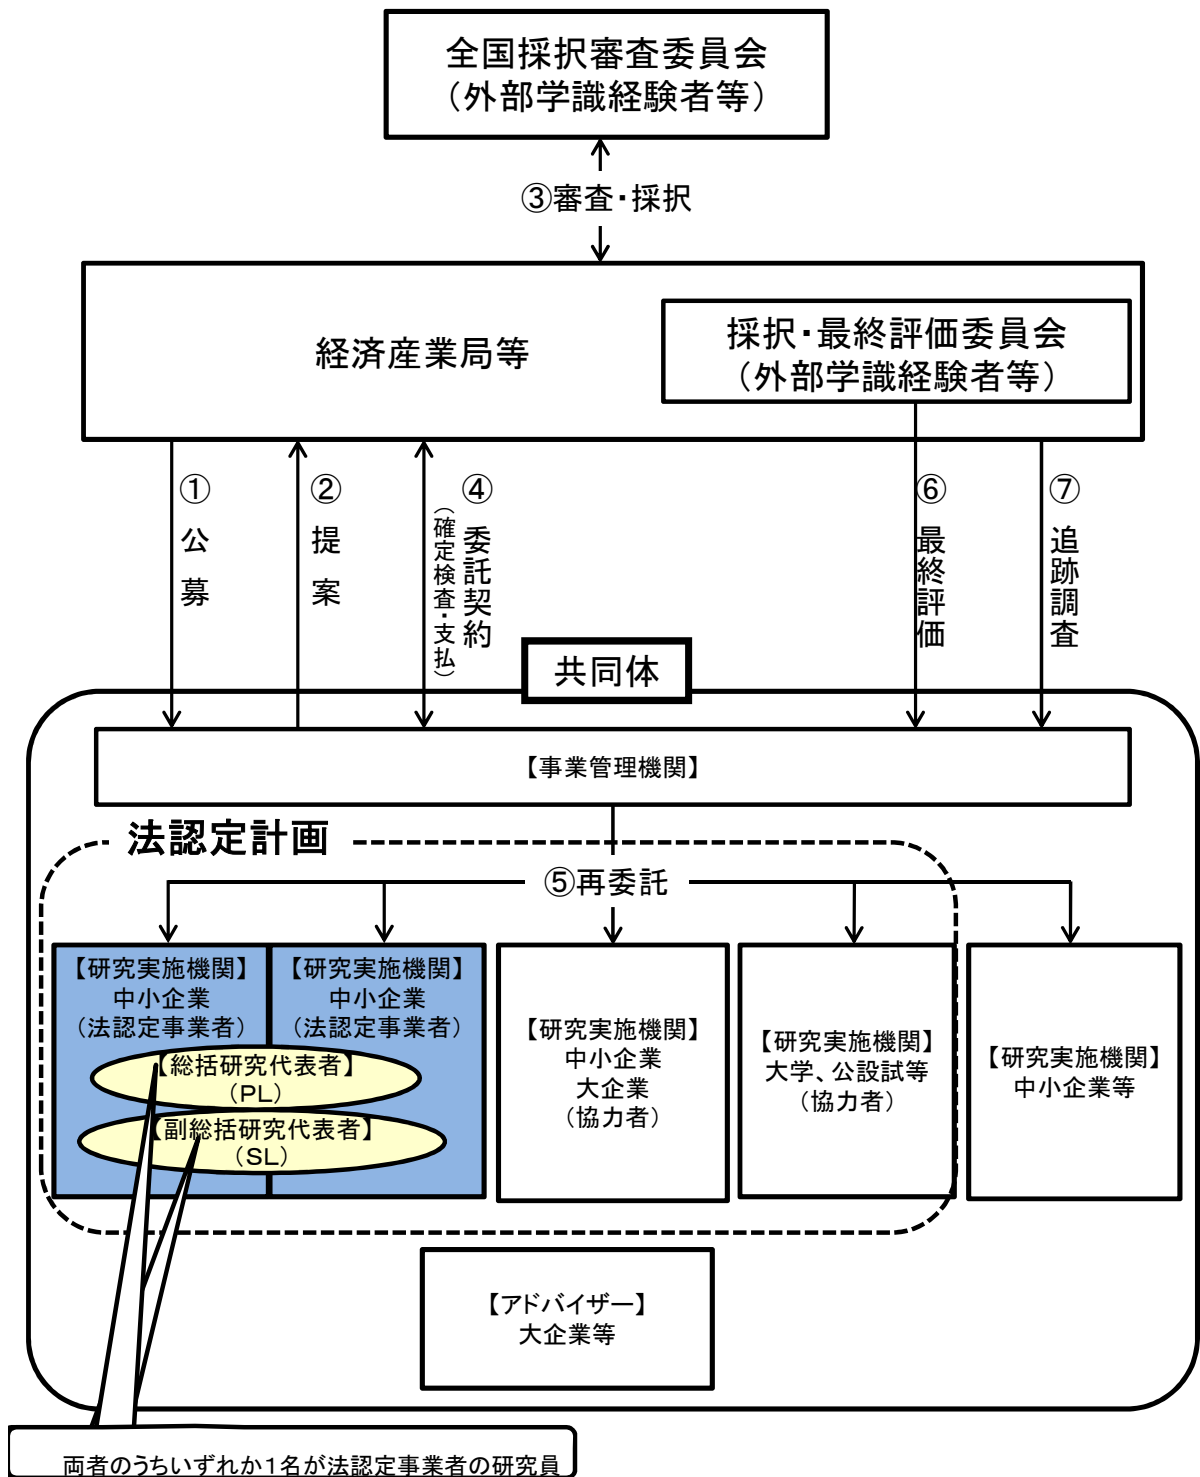 全国採択審査委員会
（外部学識経験者等）
③審査・採択
経済産業局等
採択・最終評価委員会
（外部学識経験者等）
①公募
②提案
④委託契約
（確定検査・支払）
⑥最終評価
⑦追跡調査
共同体
【事業管理機関】
法認定計画
⑤再委託
【研究実施機関】
中小企業
（法認定事業者）
【研究実施機関】
中小企業
（法認定事業者）
【総括研究代表者】
（PL）
【副総括研究代表者】
（SL）
【研究実施機関】
中小企業
大企業
（協力者）
【研究実施機関】
大学、公設試等
（協力者）
【研究実施機関】
中小企業等
【アドバイザー】
大企業等
両者のうちいずれか１名が法認定事業者の研究員